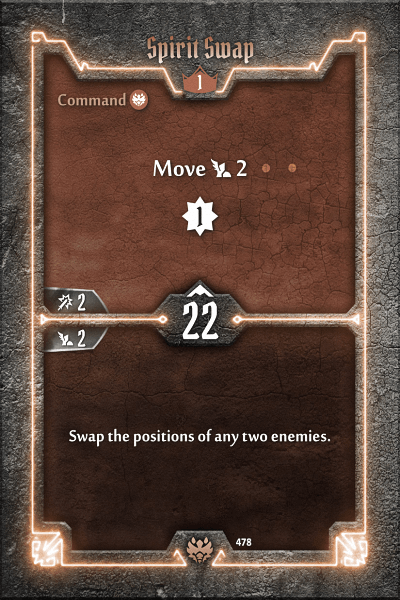 Spirit Swap
1
Command
Move 2
1
2
22
2
Swap the positions of any two enemies.
478